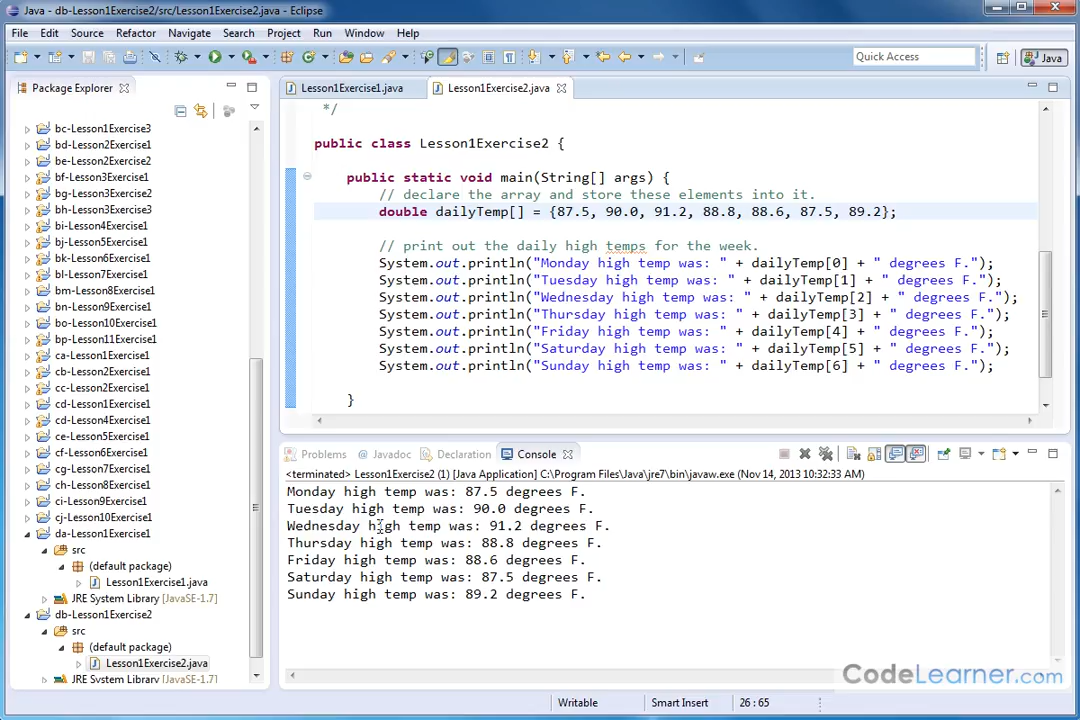 Java - db-Lesson1Exercise2/src/Lesson1Exercise2.java - Eclipse
File Edit Source Refactor Navigate Search Project Run Window Help
Quick Access
Java
Package Explorer
bc-Lesson1Exercise3
bd-Lesson2Exercise1
be-Lesson2Exercise2
bf-Lesson3Exercise1
bg-Lesson3Exercise2
bh-Lesson3Exercise3
bi-Lesson4Exercise1
bj-Lesson5Exercise1
bk-Lesson6Exercise1
bl-Lesson7Exercise1
bm-Lesson8Exercise1
bn-Lesson9Exercise1
bo-Lesson10Exercise1
bp-Lesson11Exercise1
ca-Lesson1Exercise1
cb-Lesson2Exercise1
cc-Lesson2Exercise1
cd-Lesson3Exercise1
cd-Lesson4Exercise1
ce-Lesson5Exercise1
cf-Lesson6Exercise1
cg-Lesson7Exercise1
ch-Lesson8Exercise1
ci-Lesson9Exercise1
cj-Lesson10Exercise1
da-Lesson1Exercise1
src
(default package)
Lesson1Exercise1.java
JRE System Library [JavaSE-1.7]
db-Lesson1Exercise2
src
(default package)
Lesson1Exercise2.java
JRE System Library [JavaSE-1.7]
Lesson1Exercise1.java
Lesson1Exercise2.java
*/
public class Lesson1Exercise2 {
public static void main(String[] args) {
// declare the array and store these elements into it.
double dailyTemp[] = {87.5, 90.0, 91.2, 88.8, 88.6, 87.5, 89.2};
// print out the daily high temps for the week.
System.out.println("Monday high temp was: " + dailyTemp[0] + " degrees F.");
System.out.println("Tuesday high temp was: " + dailyTemp[1] + " degrees F.");
System.out.println("Wednesday high temp was: " + dailyTemp[2] + " degrees F.");
System.out.println("Thursday high temp was: " + dailyTemp[3] + " degrees F.");
System.out.println("Friday high temp was: " + dailyTemp[4] + " degrees F.");
System.out.println("Saturday high temp was: " + dailyTemp[5] + " degrees F.");
System.out.println("Sunday high temp was: " + dailyTemp[6] + " degrees F.");
}
Problems
Javadoc
Declaration
Console
<terminated> Lesson1Exercise2 (1) [Java Application] C:\Program Files\Java\jre7\bin\javaw.exe (Nov 14, 2013 10:32:33 AM)
Monday high temp was: 87.5 degrees F.
Tuesday high temp was: 90.0 degrees F.
Wednesday high temp was: 91.2 degrees F.
Thursday high temp was: 88.8 degrees F.
Friday high temp was: 88.6 degrees F.
Saturday high temp was: 87.5 degrees F.
Sunday high temp was: 89.2 degrees F.
CodeLearner.com
Writable
Smart Insert
26 : 65